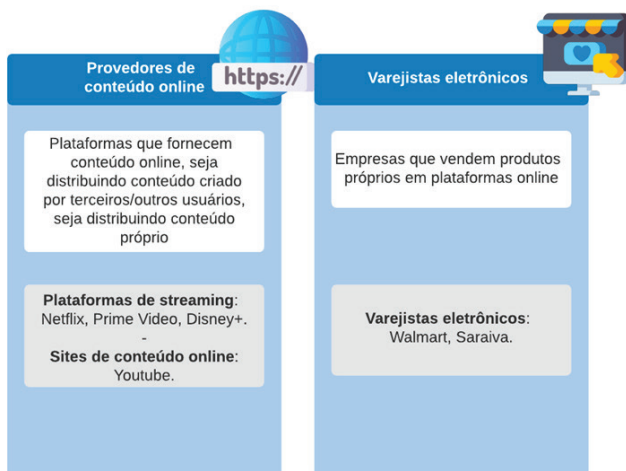 Provedores de
conteúdo online
https://
Plataformas que fornecem
conteúdo online, seja
distribuindo conteúdo criado
por terceiros/outros usuários,
seja distribuindo conteúdo
próprio
Plataformas de streaming:
Netflix, Prime Video, Disney+.
-
Sites de conteúdo online:
Youtube.
Varejistas eletrônicos
Empresas que vendem produtos
próprios em plataformas online
Varejistas eletrônicos:
Walmart, Saraiva.